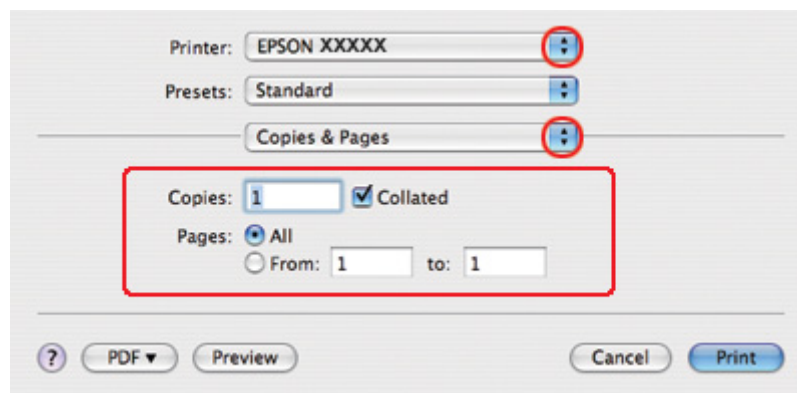 Printer: EPSON XXXXX
Presets: Standard
Copies & Pages
Copies: 1 Collated
Pages: All
From: 1 to: 1
? PDF ▼ Preview Cancel Print